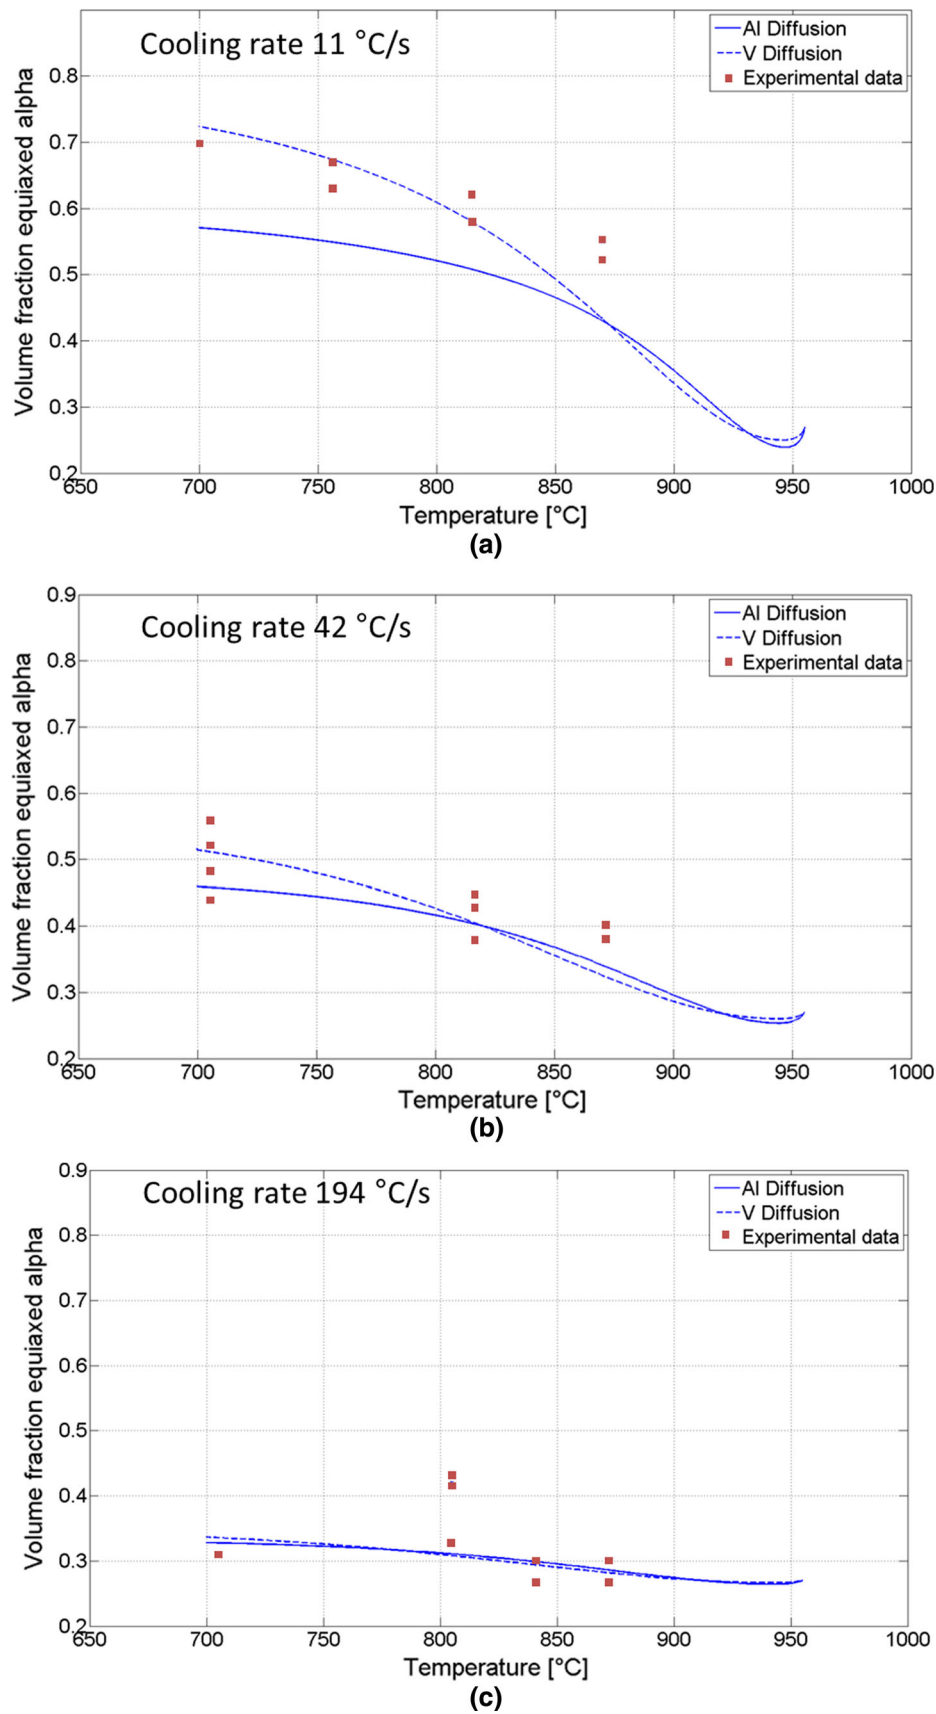 Cooling rate 11 °C/s
Al Diffusion
V Diffusion
Experimental data
Volume fraction equiaxed alpha
0.8
0.7
0.6
0.5
0.4
0.3
0.2
650 700 750 800 850 900 950 1000
Temperature [°C]
(a)
Cooling rate 42 °C/s
Al Diffusion
V Diffusion
Experimental data
Volume fraction equiaxed alpha
0.9
0.8
0.7
0.6
0.5
0.4
0.3
0.2
650 700 750 800 850 900 950 1000
Temperature [°C]
(b)
Cooling rate 194 °C/s
Al Diffusion
V Diffusion
Experimental data
Volume fraction equiaxed alpha
0.9
0.8
0.7
0.6
0.5
0.4
0.3
0.2
650 700 750 800 850 900 950 1000
Temperature [°C]
(c)